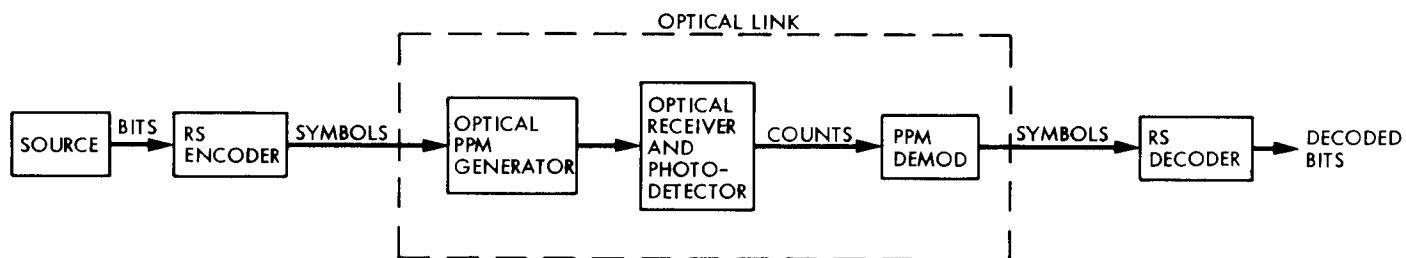 OPTICAL LINK
SOURCE
BITS
RS
ENCODER
SYMBOLS
OPTICAL
PPM
GENERATOR
OPTICAL
RECEIVER
AND
PHOTO-
DETECTOR
COUNTS
PPM
DEMOD
SYMBOLS
RS
DECODER
DECODED
BITS